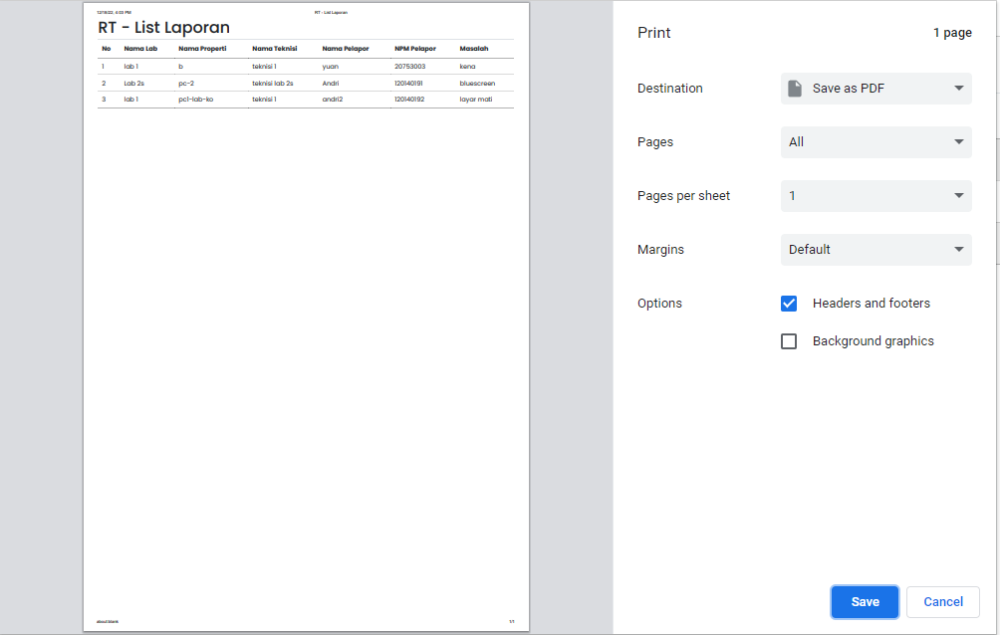 12/18/22, 4:03 PM RT - List Laporan
RT - List Laporan
No Nama Lab Nama Properti Nama Teknisi Nama Pelapor NPM Pelapor Masalah
1 lab 1 b teknisi 1 yuan 20753003 kena
2 Lab 2s pc-2 teknisi lab 2s Andri 120140191 bluescreen
3 lab 1 pc1-lab-ko teknisi 1 andri2 120140192 layar mati
about:blank 1/1
Print 1 page
Destination Save as PDF
Pages All
Pages per sheet 1
Margins Default
Options Headers and footers
Background graphics
Save Cancel